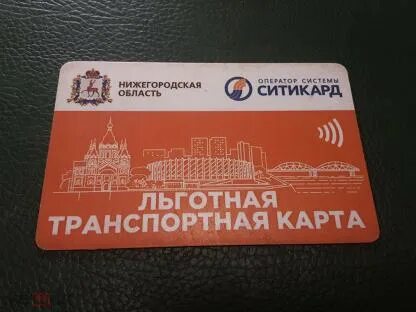 НИЖЕГОРОДСКАЯ
ОБЛАСТЬ
ОПЕРАТОР СИСТЕМЫ
СИТИКАРД
ЛЬГОТНАЯ
ТРАНСПОРТНАЯ КАРТА